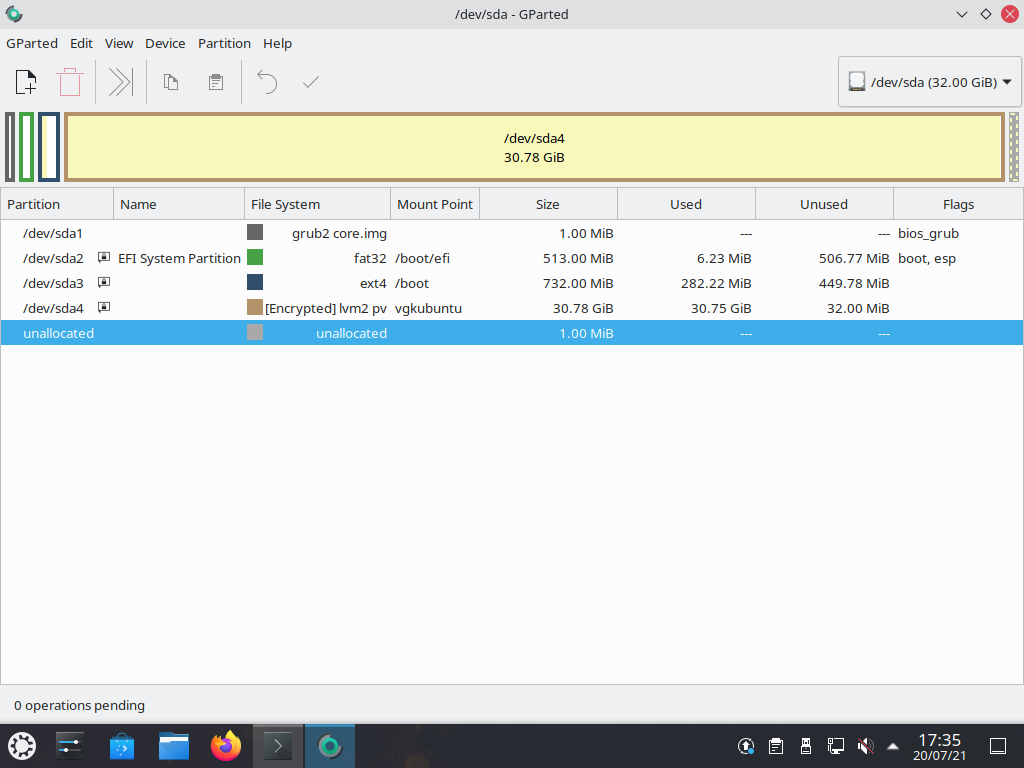 /dev/sda - GParted
GParted Edit View Device Partition Help
/dev/sda (32.00 GiB)
/dev/sda4
30.78 GiB
Partition Name File System Mount Point Size Used Unused Flags
/dev/sda1 grub2 core.img 1.00 MiB --- --- bios_grub
/dev/sda2 EFI System Partition fat32 /boot/efi 513.00 MiB 6.23 MiB 506.77 MiB boot, esp
/dev/sda3 ext4 /boot 732.00 MiB 282.22 MiB 449.78 MiB
/dev/sda4 [Encrypted] lvm2 pv vgkubuntu 30.78 GiB 30.75 GiB 32.00 MiB
unallocated unallocated 1.00 MiB --- ---
0 operations pending
17:35
20/07/21